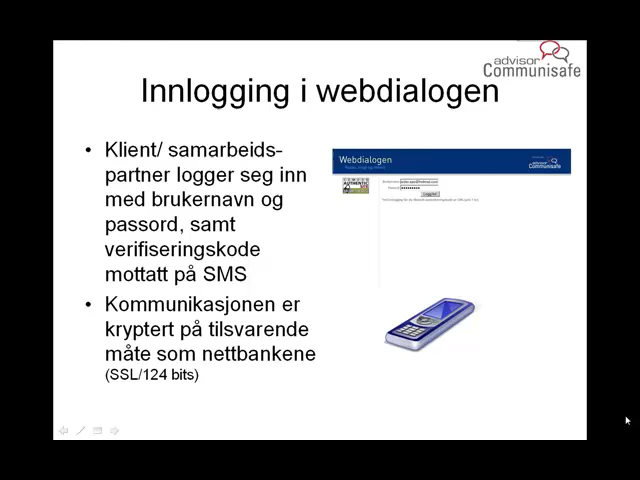 advisor
Communisafe
Innlogging i webdialogen
• Klient/ samarbeids-
partner logger seg inn
med brukernavn og
passord, samt
verifiseringskode
mottatt på SMS
• Kommunikasjonen er
kryptert på tilsvarende
måte som nettbankene
(SSL/124 bits)
Webdialogen